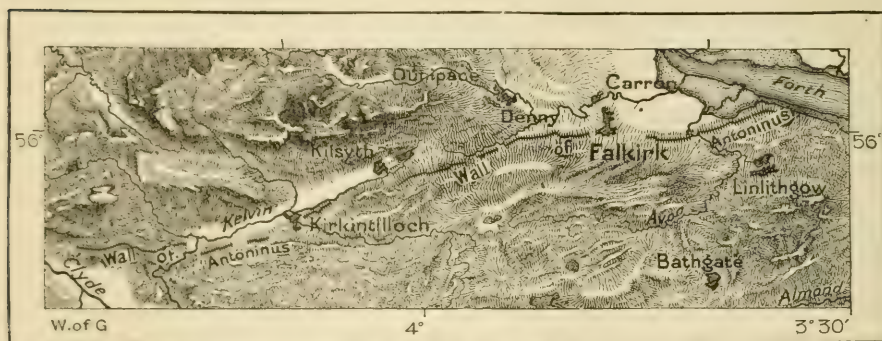 Dunipace
Carron
Forth
Denny
56°
56°
Antoninus
Kilsyth
of
Falkirk
Wall
Linlithgow
Kelvin
Kirkintilloch
Avon
Wall of
Antoninus
Bathgate
Clyde
Almond
W.of G
4°
3°30'